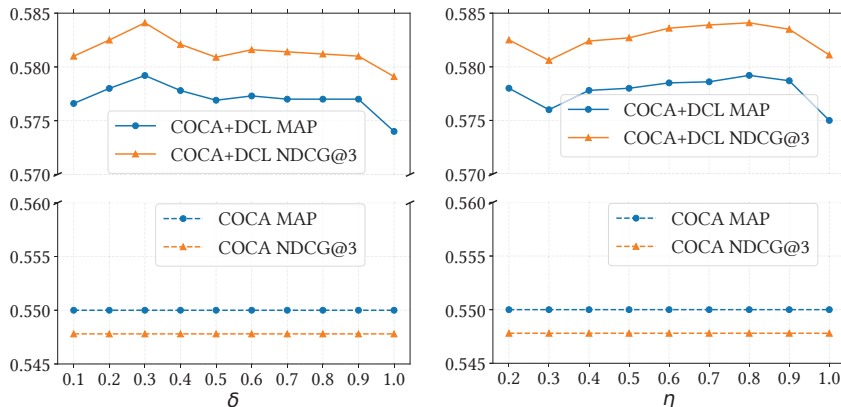 0.585
0.580
0.575
0.570
COCA+DCL MAP
COCA+DCL NDCG@3
0.560
0.555
0.550
0.545
COCA MAP
COCA NDCG@3
0.1 0.2 0.3 0.4 0.5 0.6 0.7 0.8 0.9 1.0
δ
0.585
0.580
0.575
0.570
COCA+DCL MAP
COCA+DCL NDCG@3
0.560
0.555
0.550
0.545
COCA MAP
COCA NDCG@3
0.2 0.3 0.4 0.5 0.6 0.7 0.8 0.9 1.0
η